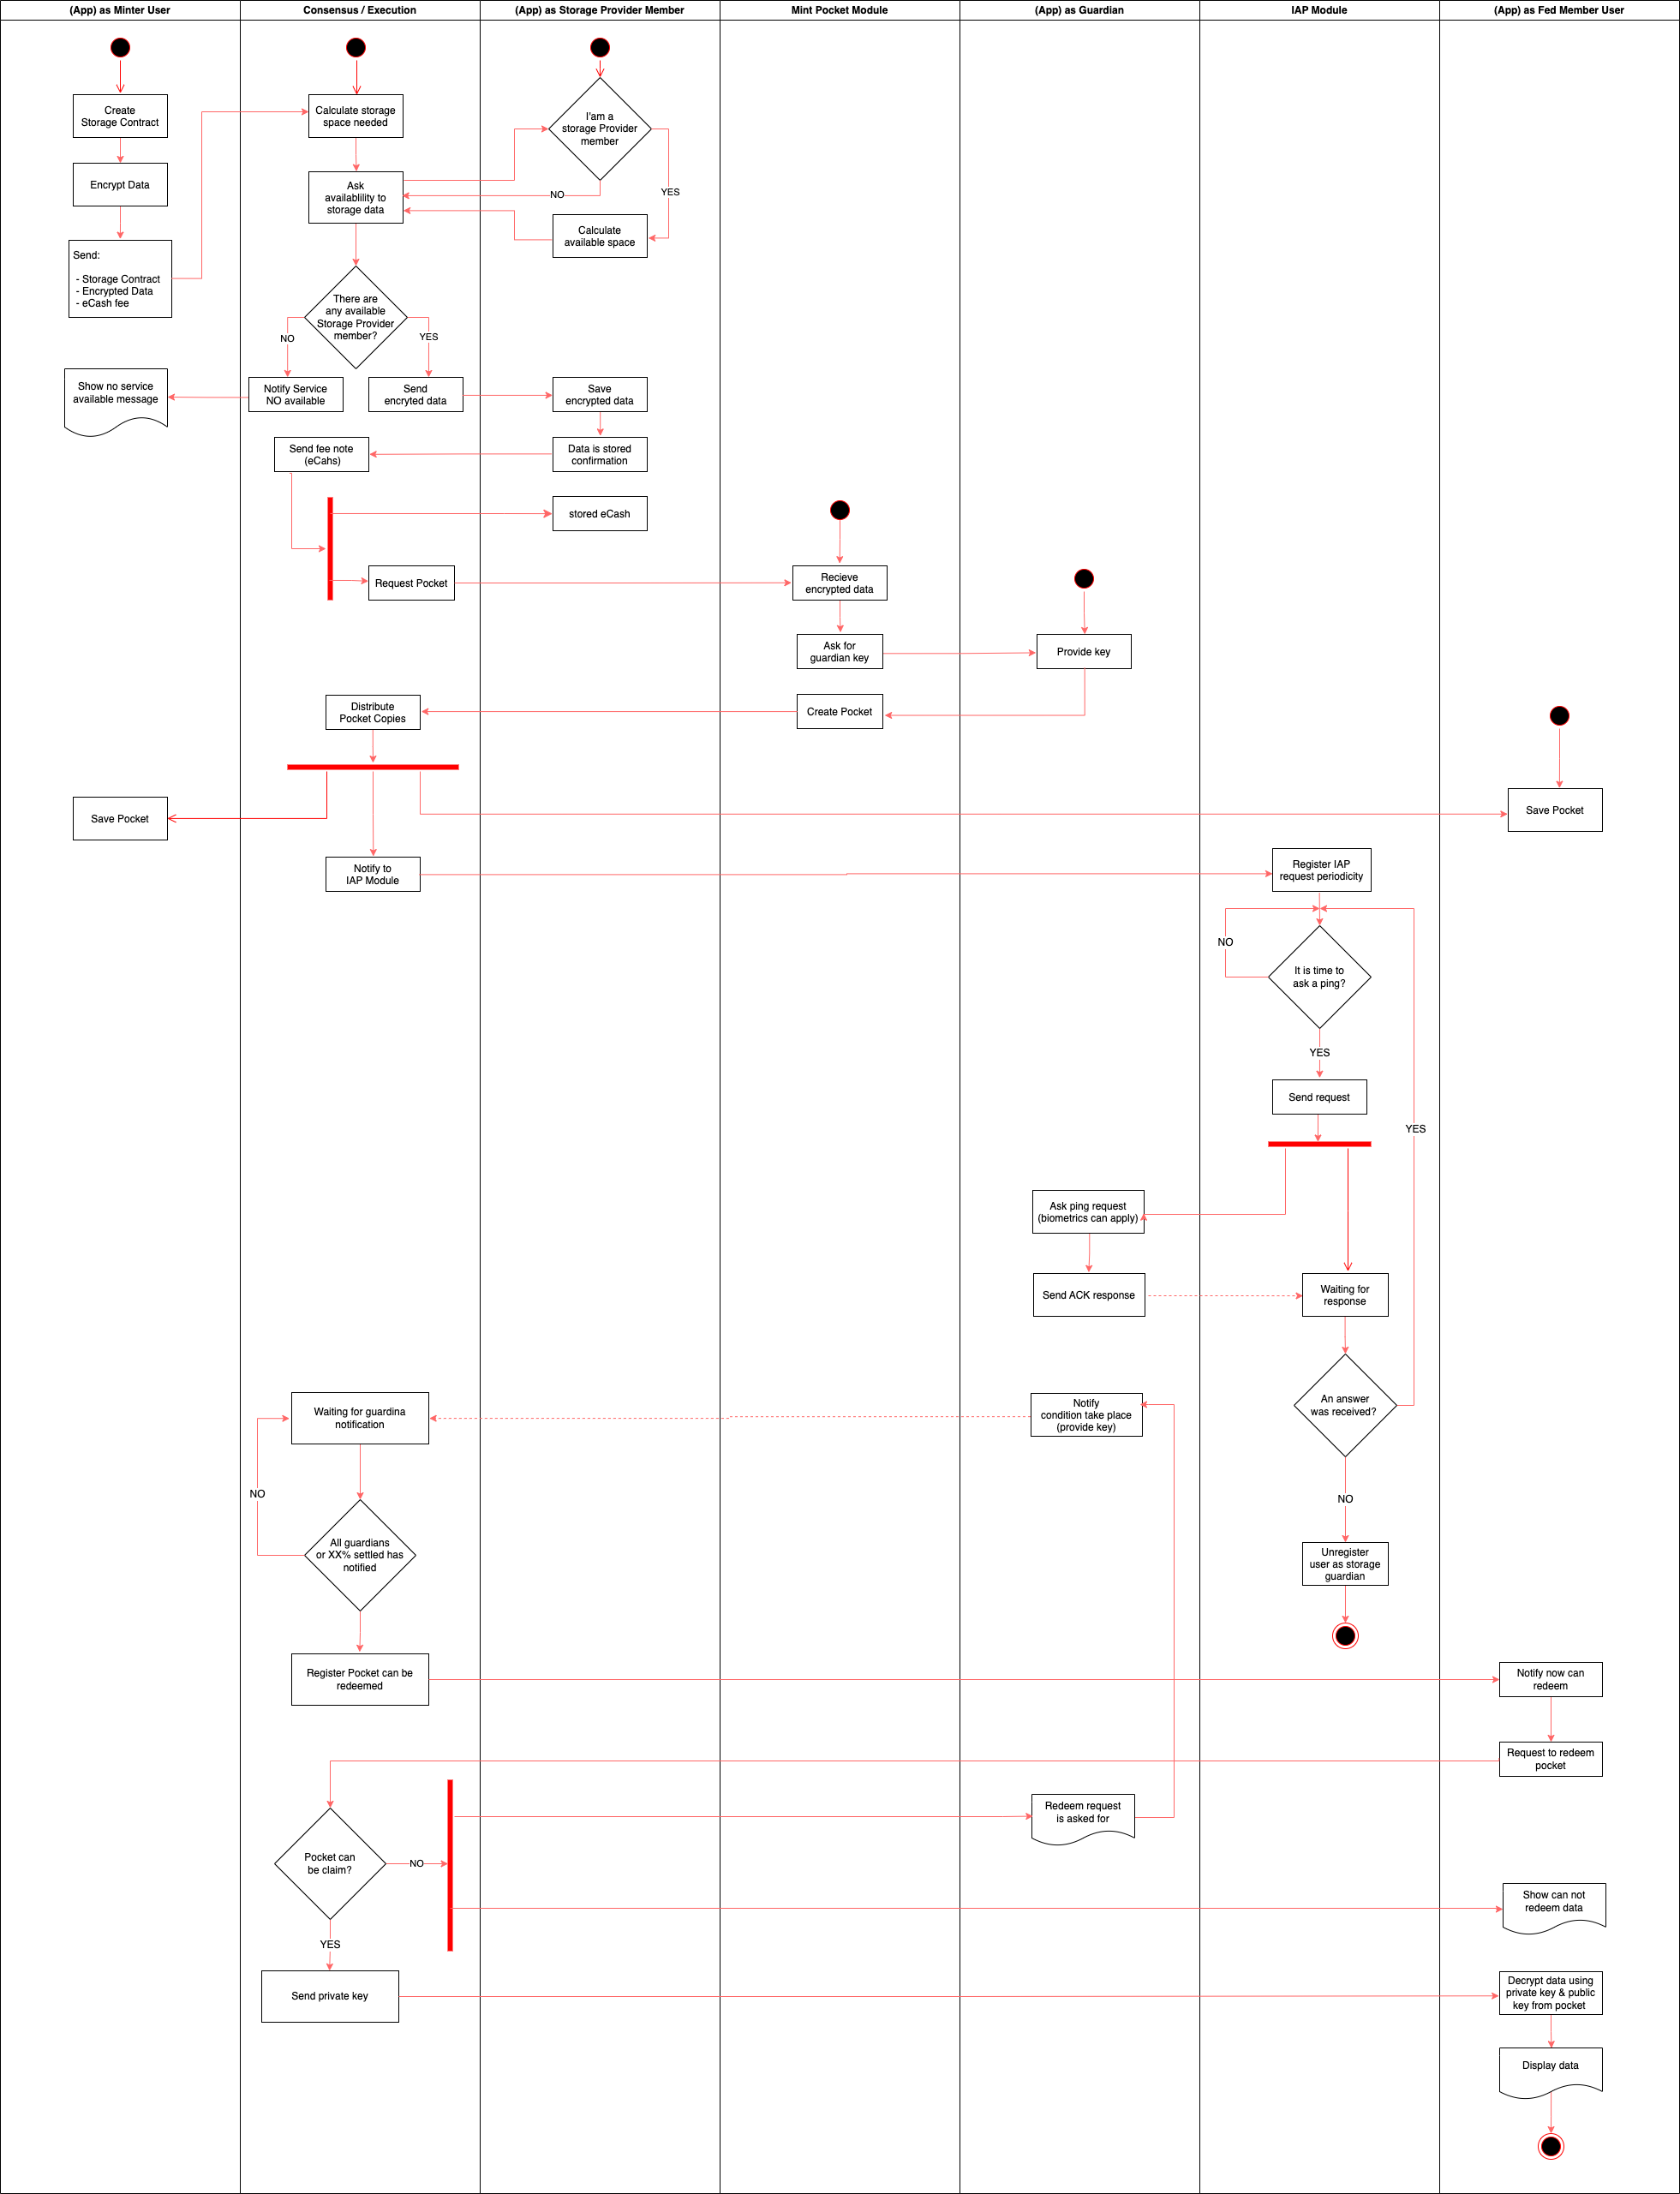 (App) as Minter User
Consensus / Execution
(App) as Storage Provider Member
Mint Pocket Module
(App) as Guardian
IAP Module
(App) as Fed Member User
Create
Storage Contract
Calculate storage
space needed
I'am a
storage Provider
member
Encrypt Data
Ask
availablility to
storage data
NO
YES
Calculate
available space
Send:
- Storage Contract
- Encrypted Data
- eCash fee
There are
any available
Storage Provider
member?
NO
YES
Show no service
available message
Notify Service
NO available
Send
encryted data
Save
encrypted data
Send fee note
(eCahs)
Data is stored
confirmation
stored eCash
Request Pocket
Recieve
encrypted data
Ask for
guardian key
Provide key
Distribute
Pocket Copies
Create Pocket
Save Pocket
Save Pocket
Notify to
IAP Module
Register IAP
request periodicity
NO
It is time to
ask a ping?
YES
Send request
YES
Ask ping request
(biometrics can apply)
Send ACK response
Waiting for
response
Waiting for guardina
notification
Notify
condition take place
(provide key)
An answer
was received?
NO
NO
All guardians
or XX% settled has
notified
Unregister
user as storage
guardian
Register Pocket can be
redeemed
Notify now can
redeem
Request to redeem
pocket
Redeem request
is asked for
Pocket can
be claim?
NO
Show can not
redeem data
YES
Send private key
Decrypt data using
private key & public
key from pocket
Display data